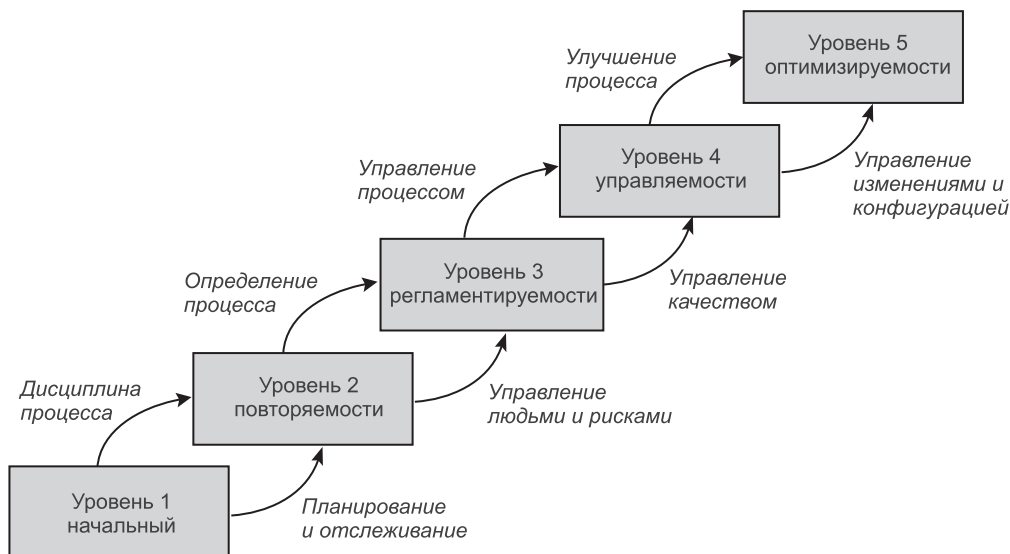 Уровень 5
оптимизируемости
Улучшение
процесса
Уровень 4
управляемости
Управление
изменениями и
конфигурацией
Управление
процессом
Уровень 3
регламентируемости
Управление
качеством
Определение
процесса
Уровень 2
повторяемости
Управление
людьми и рисками
Дисциплина
процесса
Уровень 1
начальный
Планирование
и отслеживание